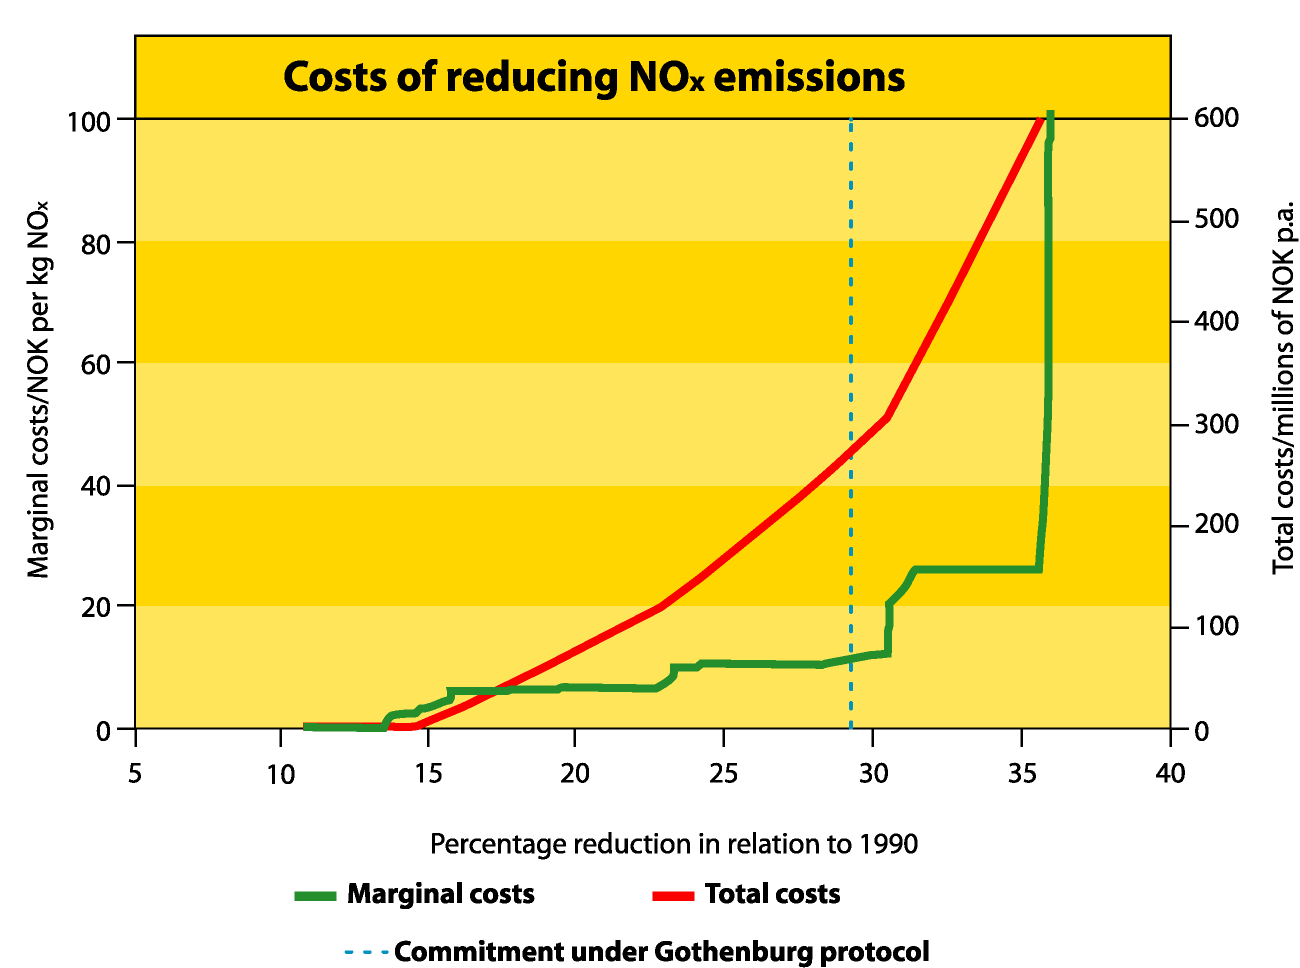 Costs of reducing NOx emissions
Marginal costs/NOK per kg NOx
100
80
60
40
20
0
600
500
400
300
200
100
0
Total costs/millions of NOK p.a.
5 10 15 20 25 30 35 40
Percentage reduction in relation to 1990
Marginal costs Total costs
Commitment under Gothenburg protocol